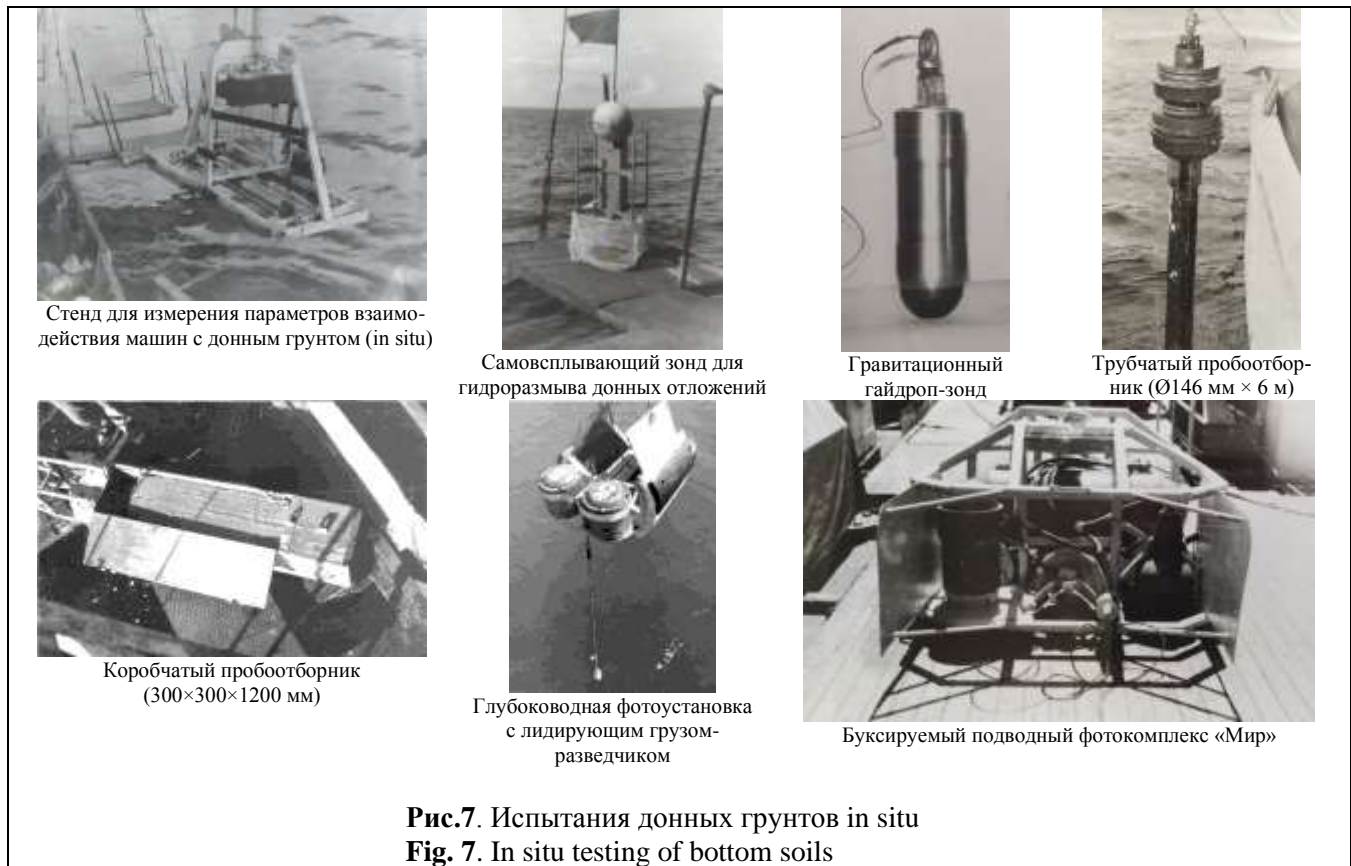 Стенд для измерения параметров взаимо-
действия машин с донным грунтом (in situ)
Самовсплывающий зонд для
гидроразмыва донных отложений
Гравитационный
гайдроп-зонд
Трубчатый пробоотбор-
ник (Ø146 мм × 6 м)
Коробчатый пробоотборник
(300×300×1200 мм)
Глубоководная фотоустановка
с лидирующим грузом-
разведчиком
Буксируемый подводный фотокомплекс «Мир»
Рис.7. Испытания донных грунтов in situ
Fig. 7. In situ testing of bottom soils